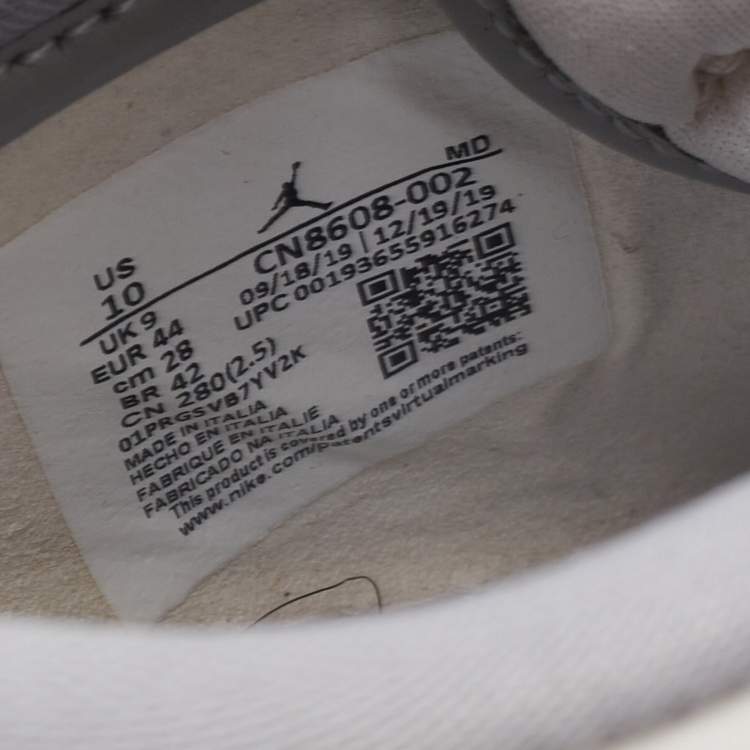 MD
CN8608-002
09/18/19 | 12/19/19
UPC 00193655916274
US
10
UK 9
EUR 44
cm 28
BR 42
CN 280(2.5)
01PRGSVB7YV2K
MADE IN ITALIA
HECHO EN ITALIA
FABRIQUE EN ITALIE
FABRICADO NA ITALIA
This product is covered by one or more patents:
www.nike.com/patentsvirtualmarking